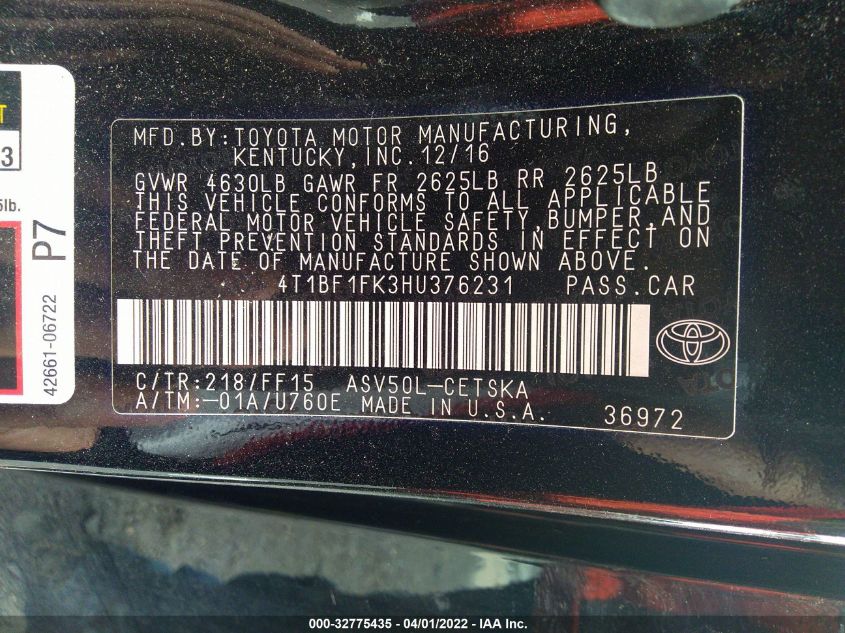 T
3
5lb.
P7
42661-06722
MFD.BY:TOYOTA MOTOR MANUFACTURING,
KENTUCKY,INC.12/16
GVWR 4630LB GAWR FR 2625LB RR 2625LB
THIS VEHICLE CONFORMS TO ALL APPLICABLE
FEDERAL MOTOR VEHICLE SAFETY,BUMPER,AND
THEFT PREVENTION STANDARDS IN EFFECT ON
THE DATE OF MANUFACTURE SHOWN ABOVE.
4T1BF1FK3HU376231 PASS.CAR
C/TR:218/FF15 ASV50L-CETSKA
A/TM:-01A/U760E MADE IN U.S.A. 36972
000-32775435 - 04/01/2022 - IAA Inc.